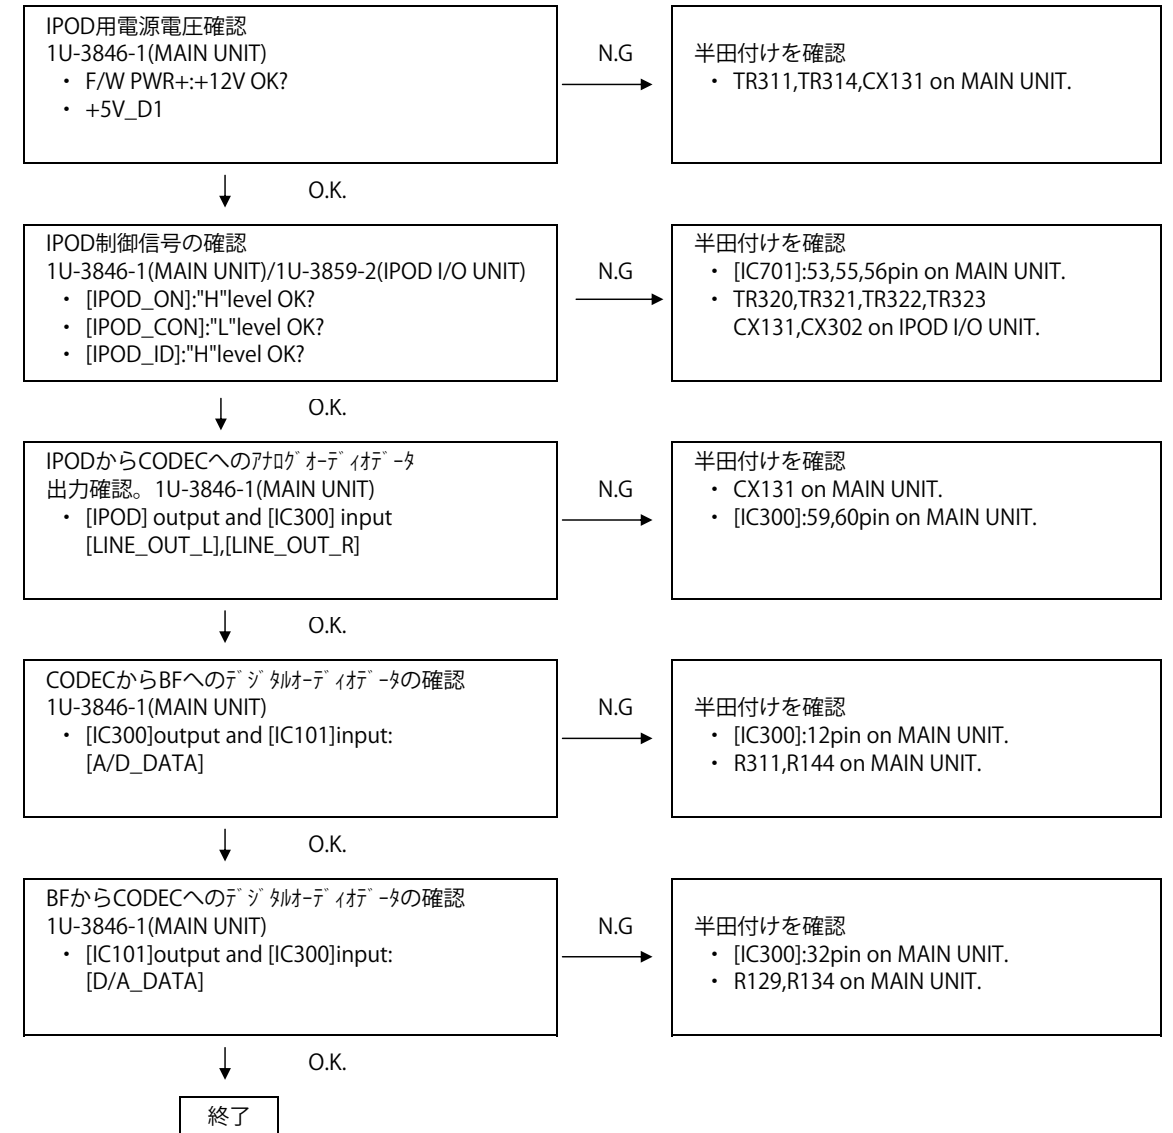 IPOD用電源電圧確認
1U-3846-1(MAIN UNIT)
・ F/W PWR+:+12V OK?
・ +5V_D1
N.G
半田付けを確認
・ TR311,TR314,CX131 on MAIN UNIT.
O.K.
IPOD制御信号の確認
1U-3846-1(MAIN UNIT)/1U-3859-2(IPOD I/O UNIT)
・ [IPOD_ON]:"H"level OK?
・ [IPOD_CON]:"L"level OK?
・ [IPOD_ID]:"H"level OK?
N.G
半田付けを確認
・ [IC701]:53,55,56pin on MAIN UNIT.
・ TR320,TR321,TR322,TR323
CX131,CX302 on IPOD I/O UNIT.
O.K.
IPODからCODECへのｱﾅﾛｸﾞｵｰﾃﾞｨｵﾃﾞｰﾀ
出力確認。1U-3846-1(MAIN UNIT)
・ [IPOD] output and [IC300] input
[LINE_OUT_L],[LINE_OUT_R]
N.G
半田付けを確認
・ CX131 on MAIN UNIT.
・ [IC300]:59,60pin on MAIN UNIT.
O.K.
CODECからBFへのﾃﾞｼﾞﾀﾙｵｰﾃﾞｨｵﾃﾞｰﾀの確認
1U-3846-1(MAIN UNIT)
・ [IC300]output and [IC101]input:
[A/D_DATA]
N.G
半田付けを確認
・ [IC300]:12pin on MAIN UNIT.
・ R311,R144 on MAIN UNIT.
O.K.
BFからCODECへのﾃﾞｼﾞﾀﾙｵｰﾃﾞｨｵﾃﾞｰﾀの確認
1U-3846-1(MAIN UNIT)
・ [IC101]output and [IC300]input:
[D/A_DATA]
N.G
半田付けを確認
・ [IC300]:32pin on MAIN UNIT.
・ R129,R134 on MAIN UNIT.
O.K.
終了